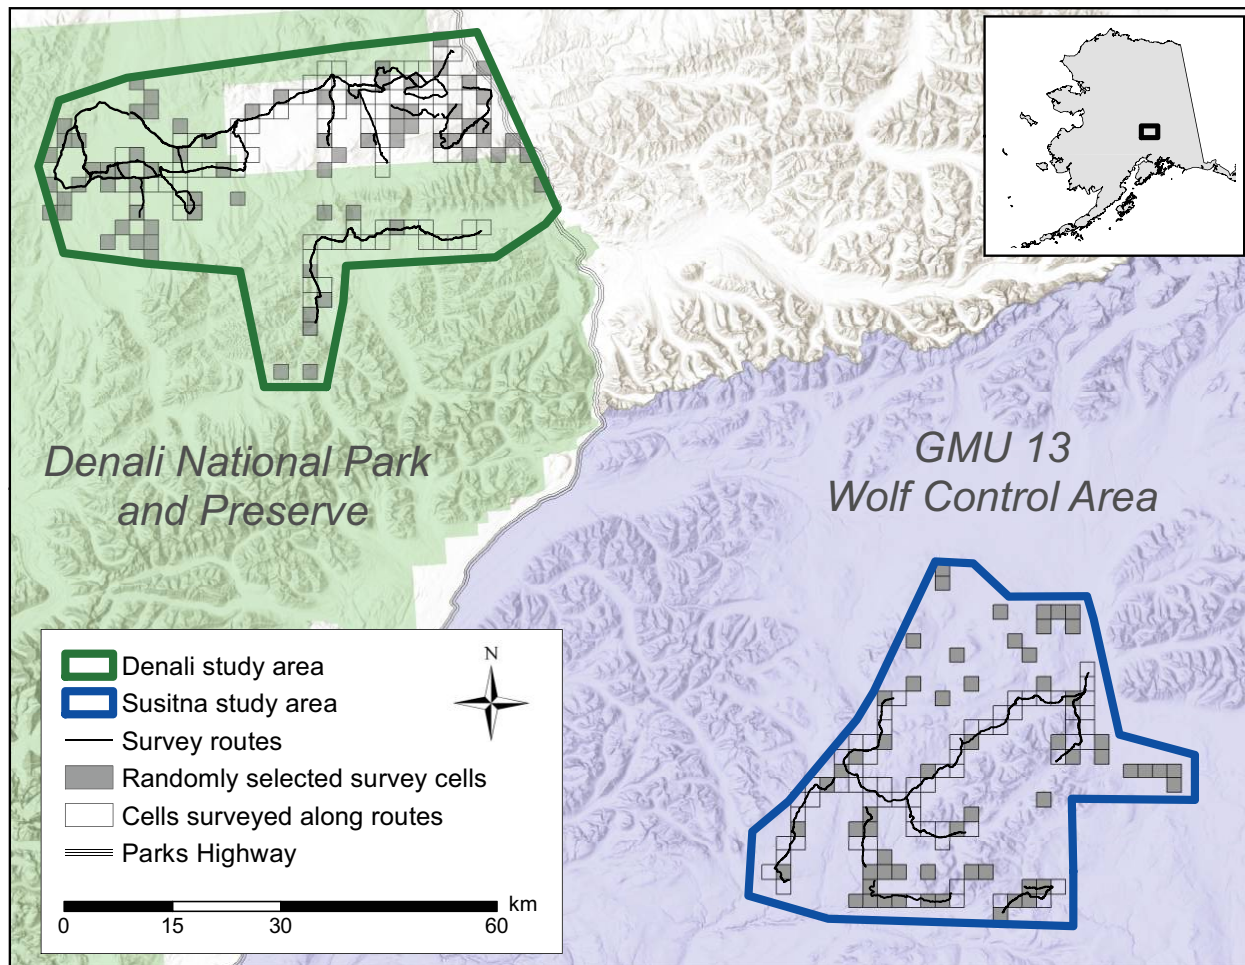 Denali National Park
and Preserve
GMU 13
Wolf Control Area
N
Denali study area
Susitna study area
Survey routes
Randomly selected survey cells
Cells surveyed along routes
Parks Highway
km
0 15 30 60